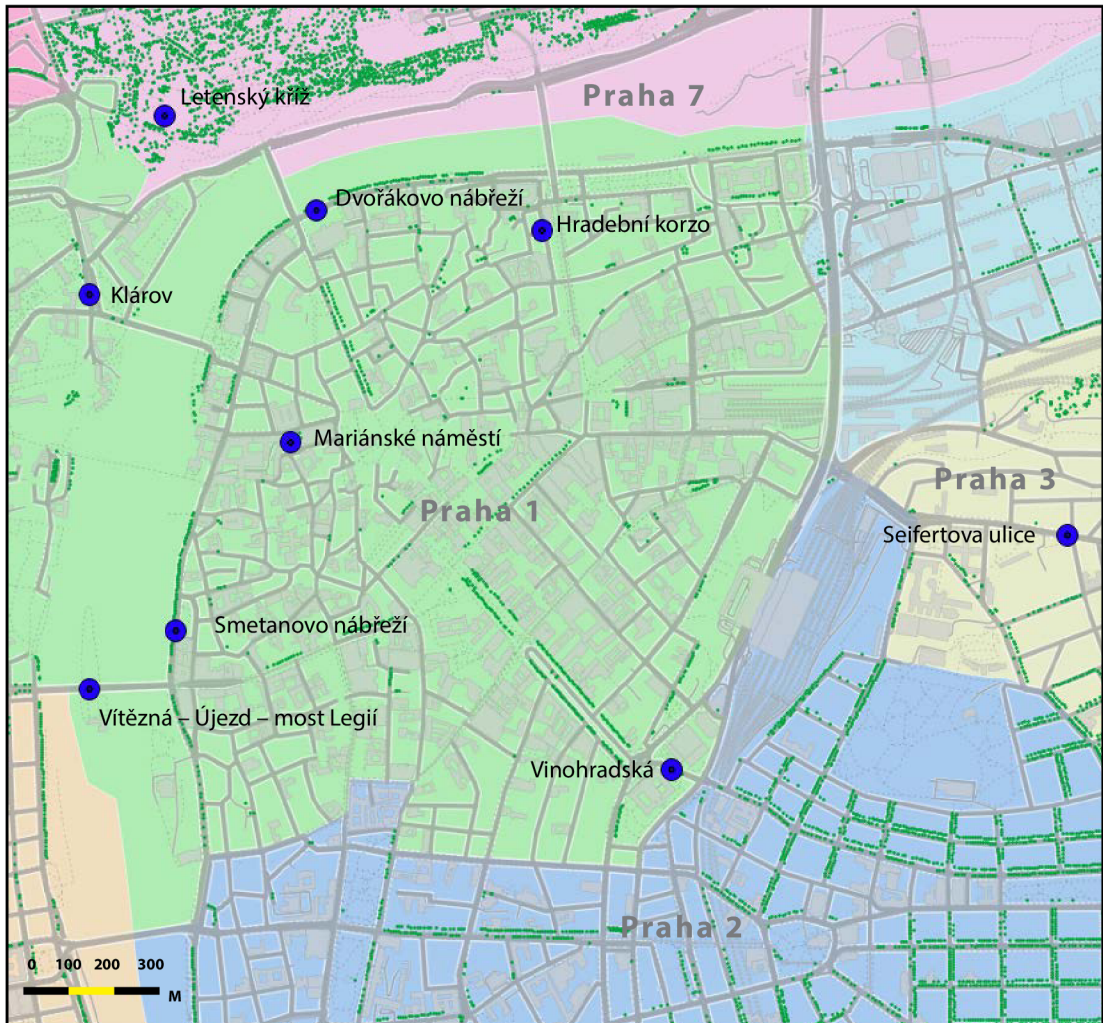 Letenský kříž
Praha 7
Dvořákovo nábřeží
Hradební korzo
Klárov
Mariánské náměstí
Praha 3
Praha 1
Seifertova ulice
Smetanovo nábřeží
Vítězná – Újezd – most Legií
Vinohradská
Praha 2
0 100 200 300
M